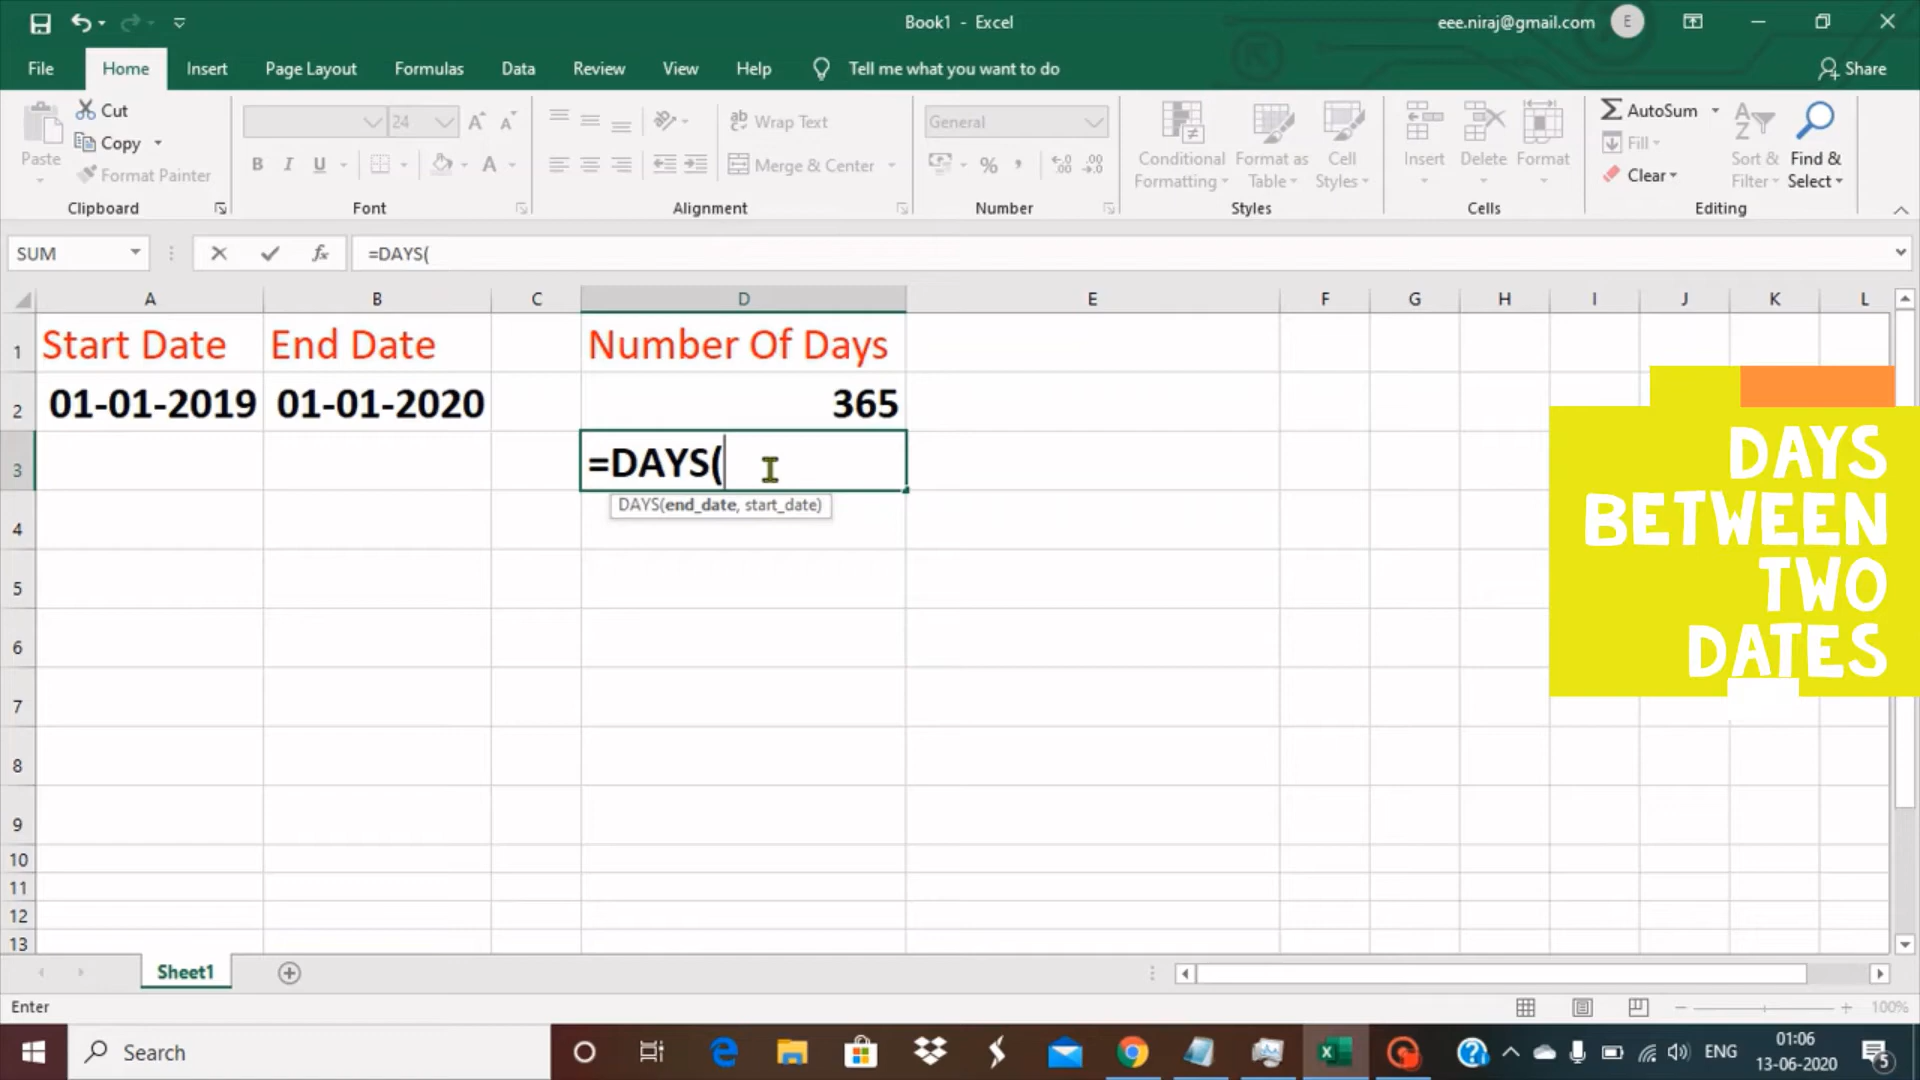 Book1 - Excel
eee.niraj@gmail.com
E
File Home Insert Page Layout Formulas Data Review View Help Tell me what you want to do
Share
Paste
Cut
Copy
Format Painter
Clipboard
24 A A
B I U A
Font
ab Wrap Text
Merge & Center
Alignment
General
% , .00
Number
Conditional Formatting
Format as Table
Cell Styles
Styles
Insert Delete Format
Cells
AutoSum
Fill
Clear
Sort & Filter
Find & Select
Editing
SUM
fx
=DAYS(
A B C D E F G H I J K L
1 Start Date End Date Number Of Days
2 01-01-2019 01-01-2020 365
3 =DAYS(
DAYS(end_date, start_date)
4
5
6
7
8
9
10
11
12
13
DAYS
BETWEEN
TWO
DATES
Sheet1
Enter
100%
Search
ENG
01:06
13-06-2020
5